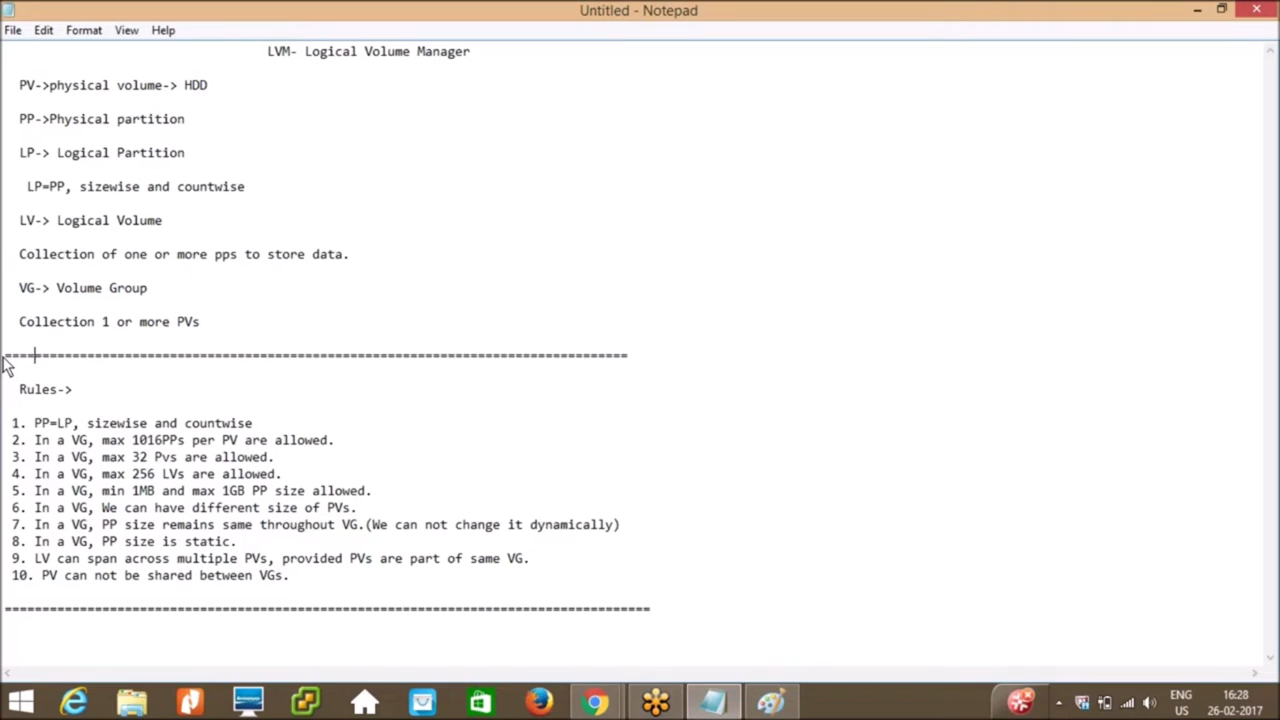 Untitled - Notepad
File Edit Format View Help
LVM- Logical Volume Manager
PV->physical volume-> HDD
PP->Physical partition
LP-> Logical Partition
LP=PP, sizewise and countwise
LV-> Logical Volume
Collection of one or more pps to store data.
VG-> Volume Group
Collection 1 or more PVs
===================================================================================
Rules->
1. PP=LP, sizewise and countwise
2. In a VG, max 1016PPs per PV are allowed.
3. In a VG, max 32 Pvs are allowed.
4. In a VG, max 256 LVs are allowed.
5. In a VG, min 1MB and max 1GB PP size allowed.
6. In a VG, We can have different size of PVs.
7. In a VG, PP size remains same throughout VG.(We can not change it dynamically)
8. In a VG, PP size is static.
9. LV can span across multiple PVs, provided PVs are part of same VG.
10. PV can not be shared between VGs.
======================================================================================
ENG 16:28
US 26-02-2017